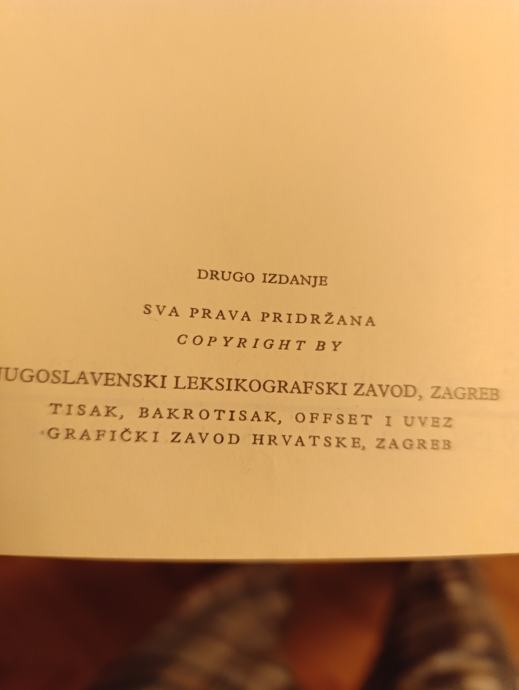 DRUGO IZDANJE
SVA PRAVA PRIDRŽANA
COPYRIGHT BY
JUGOSLAVENSKI LEKSIKOGRAFSKI ZAVOD, ZAGREB
TISAK, BAKROTISAK, OFFSET I UVEZ
GRAFIČKI ZAVOD HRVATSKE, ZAGREB